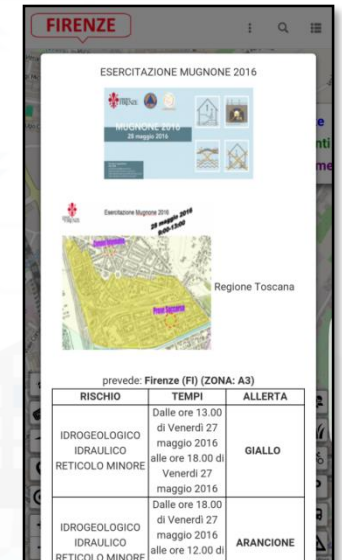 FIRENZE
ESERCITAZIONE MUGNONE 2016
MUGNONE 2016
28 maggio 2016
Esercitazione Mugnone
28 maggio 2016
9:00-13:00
Regione Toscana
prevede: Firenze (FI) (ZONA: A3)
RISCHIO TEMPI ALLERTA
IDROGEOLOGICO IDRAULICO RETICOLO MINORE
Dalle ore 13.00
di Venerdì 27
maggio 2016
alle ore 18.00 di
Venerdì 27
maggio 2016
GIALLO
IDROGEOLOGICO
IDRAULICO
RETICOLO MINORE
Dalle ore 18.00
di Venerdì 27
maggio 2016
alle ore 12.00 di
ARANCIONE